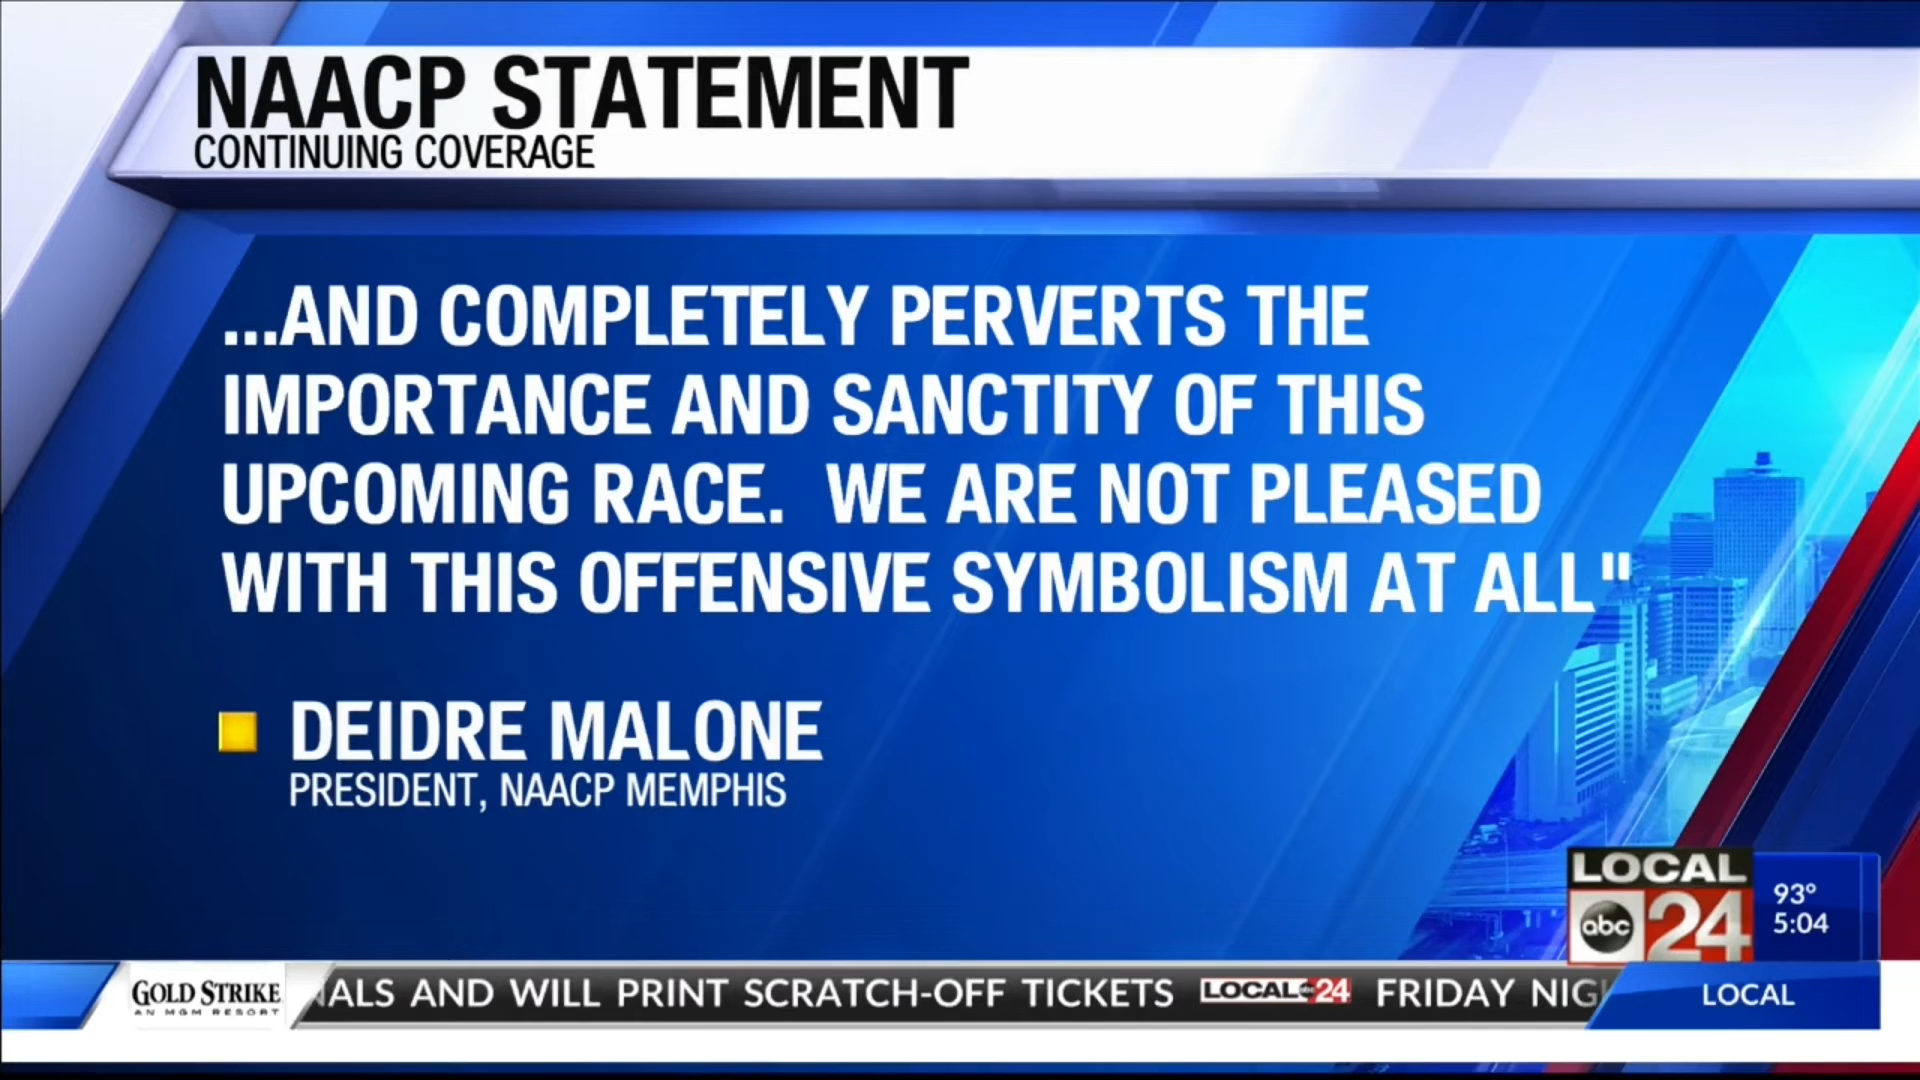 NAACP STATEMENT
CONTINUING COVERAGE
...AND COMPLETELY PERVERTS THE
IMPORTANCE AND SANCTITY OF THIS
UPCOMING RACE.  WE ARE NOT PLEASED
WITH THIS OFFENSIVE SYMBOLISM AT ALL"
DEIDRE MALONE
PRESIDENT, NAACP MEMPHIS
LOCAL
abc 24
93°
5:04
GOLD STRIKE
AN MGM RESORT
ALS AND WILL PRINT SCRATCH-OFF TICKETS LOCAL abc 24 FRIDAY NIG
LOCAL